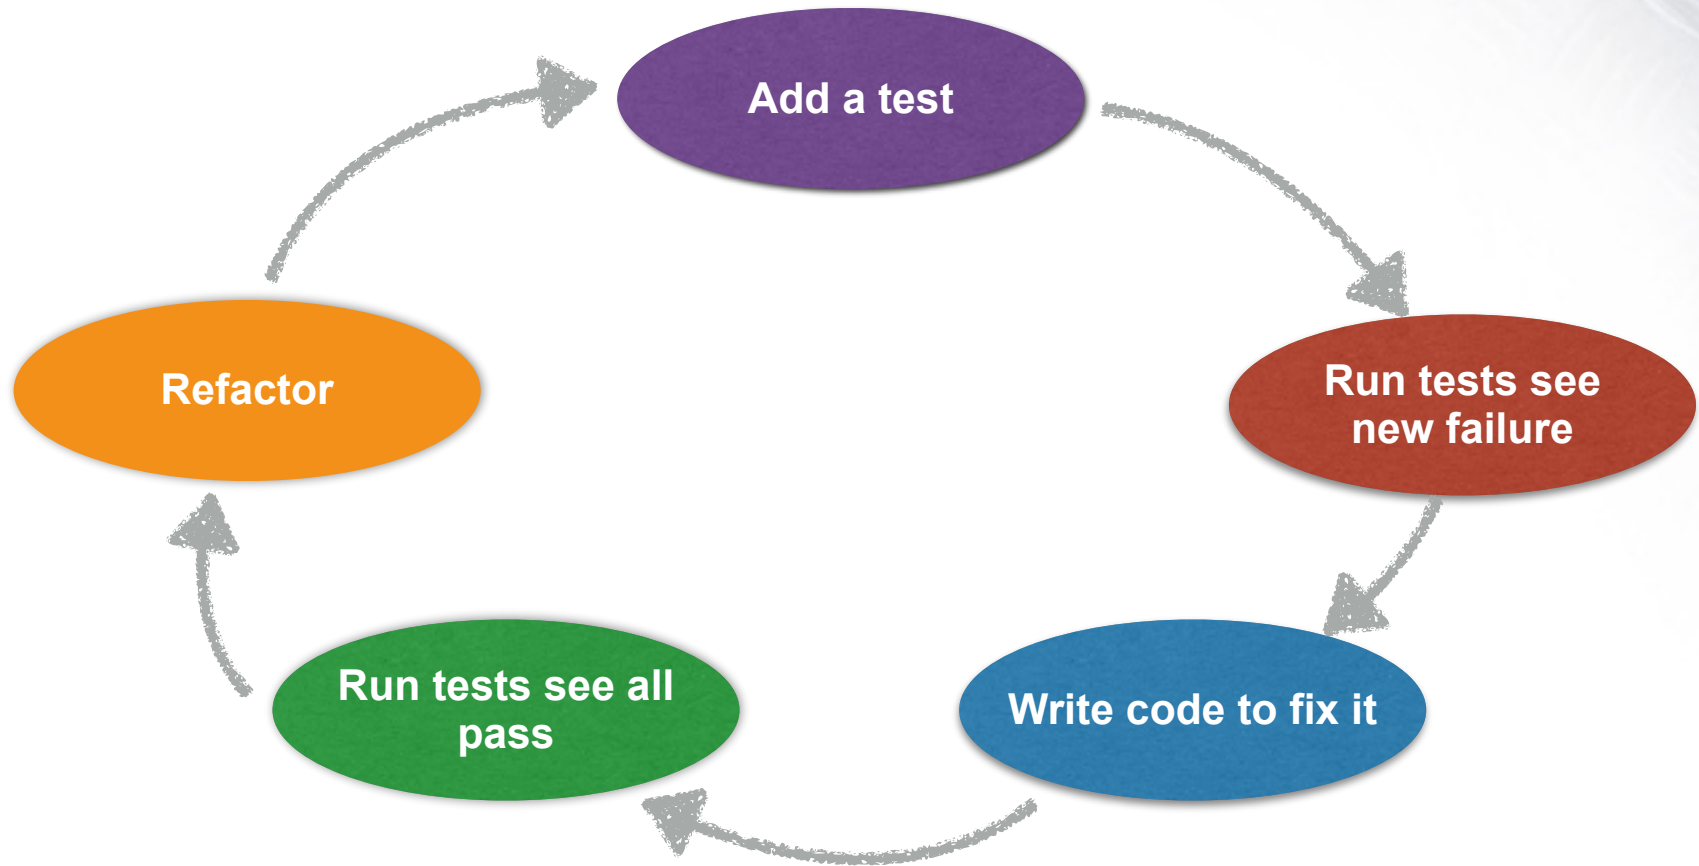 Add a test
Run tests see
new failure
Write code to fix it
Run tests see all
pass
Refactor